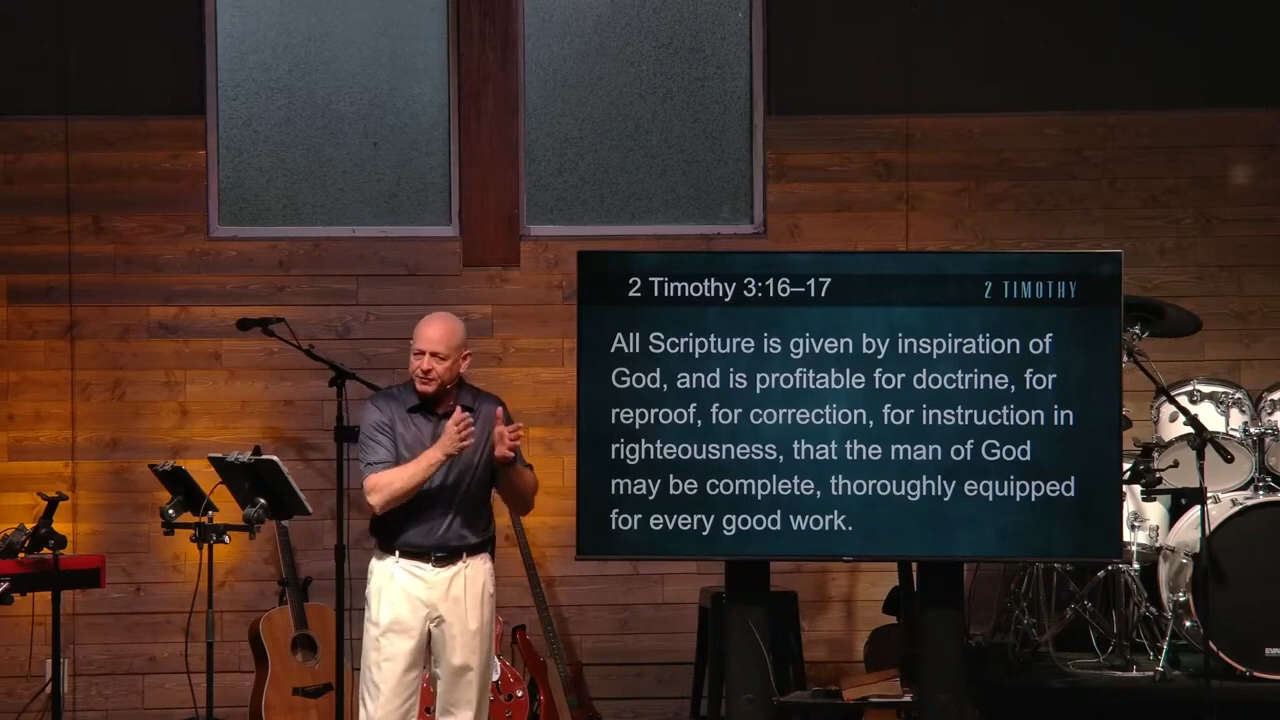 2 Timothy 3:16–17
2 TIMOTHY
All Scripture is given by inspiration of
God, and is profitable for doctrine, for
reproof, for correction, for instruction in
righteousness, that the man of God
may be complete, thoroughly equipped
for every good work.